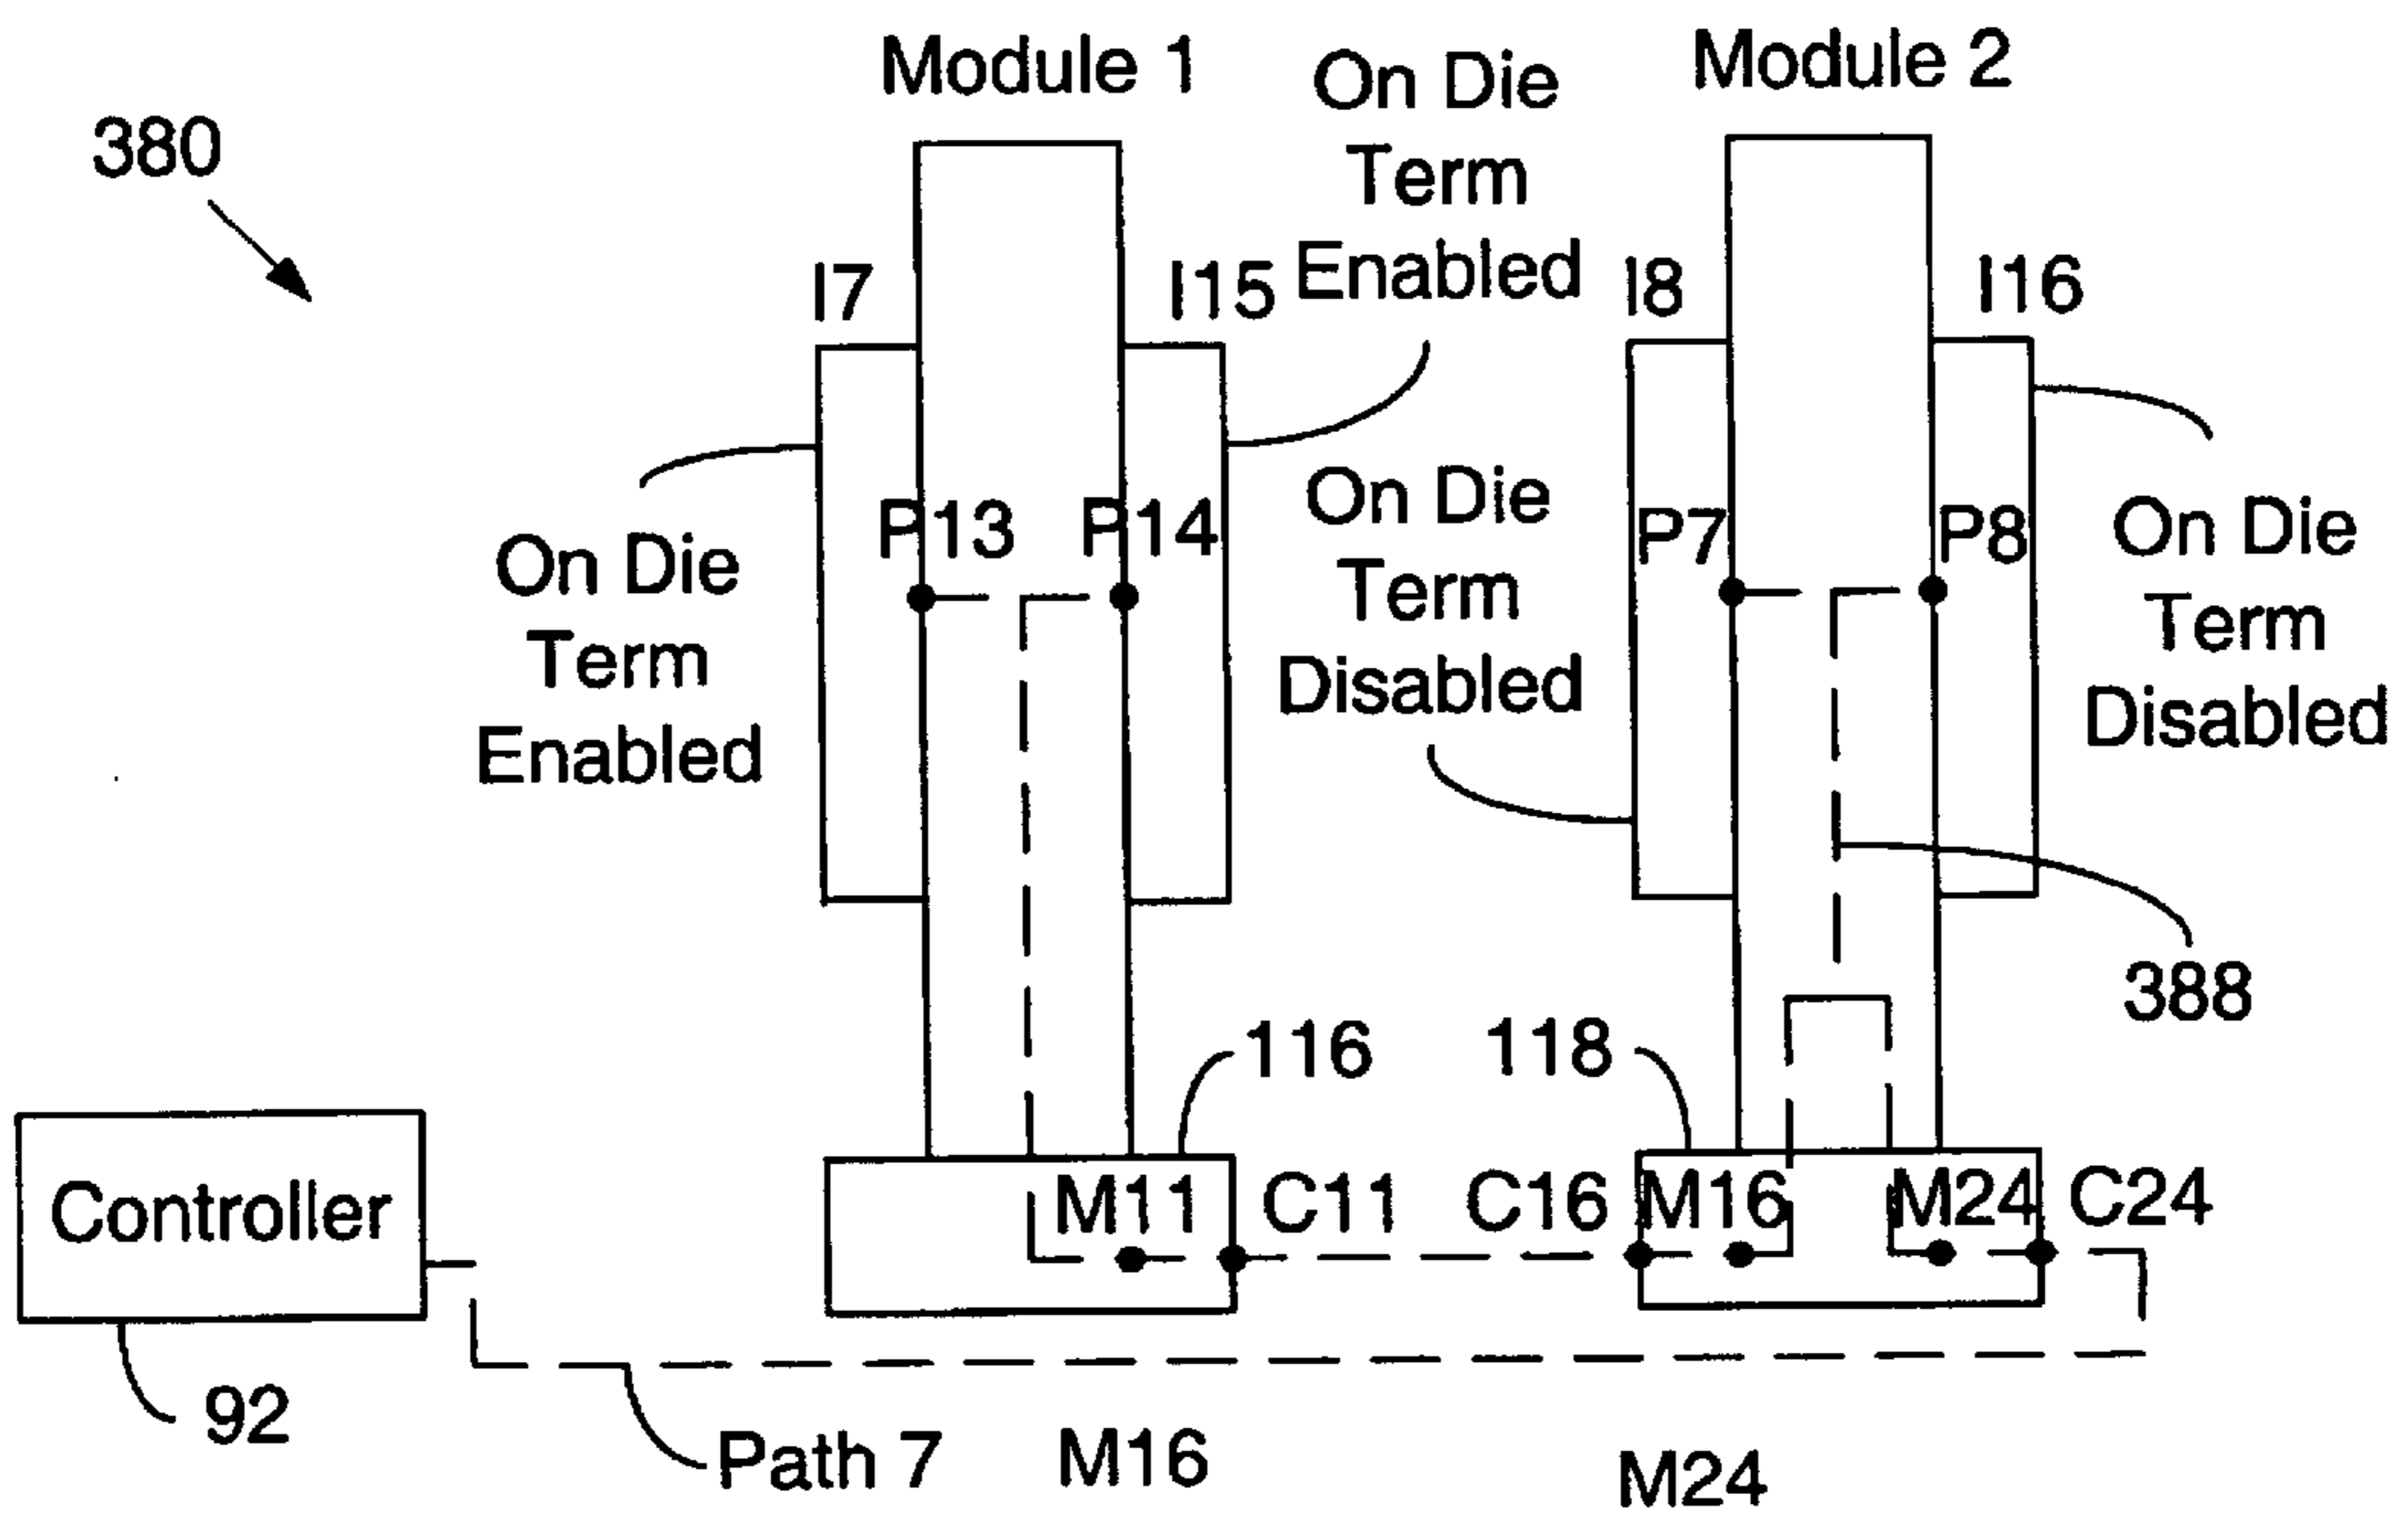 Module 1
Module 2
380
On Die
Term
Enabled
I7
I15
I8
I16
P13
P14
P7
P8
On Die
Term
Enabled
On Die
Term
Disabled
On Die
Term
Disabled
388
116
118
Controller
M11
C11
C16
M16
M24
C24
92
Path 7
M16
M24